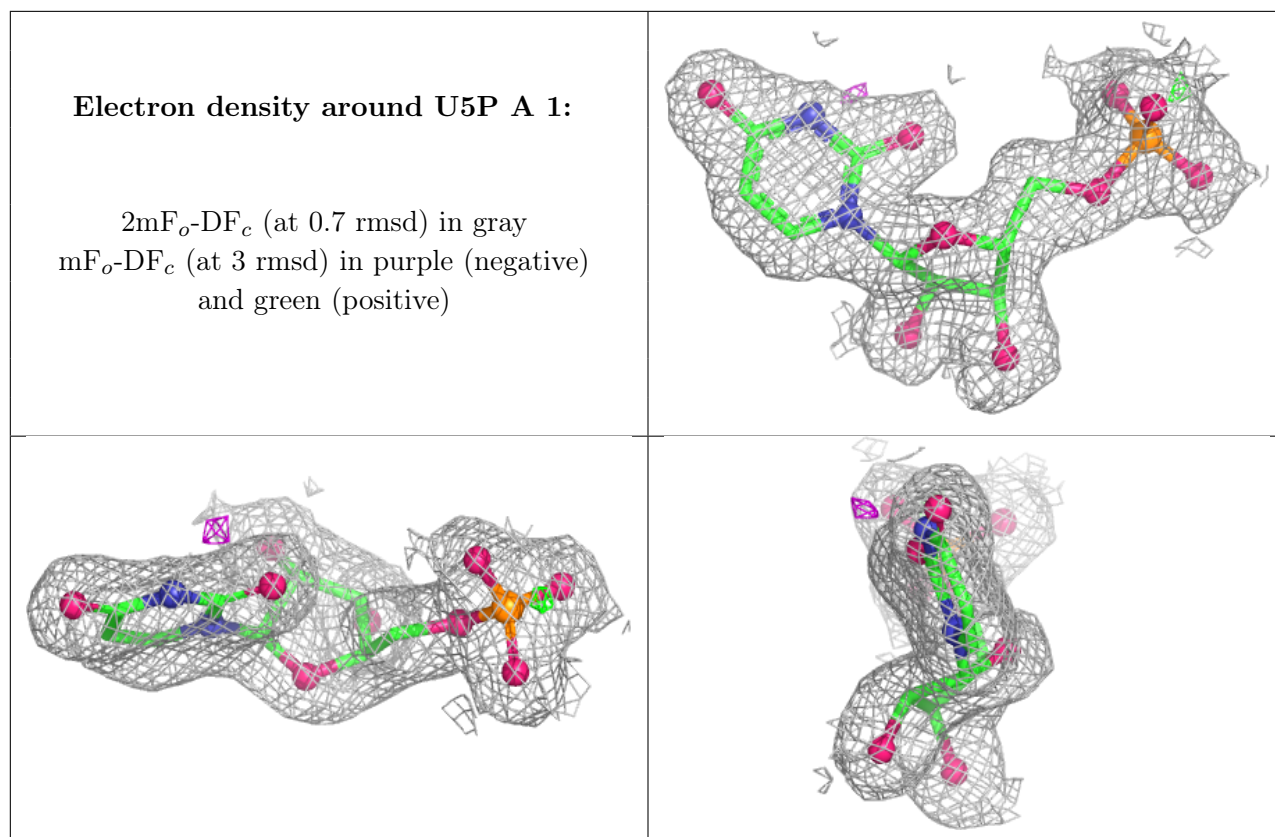 Electron density around U5P A 1:
2mFo-DFc (at 0.7 rmsd) in gray
mFo-DFc (at 3 rmsd) in purple (negative)
and green (positive)